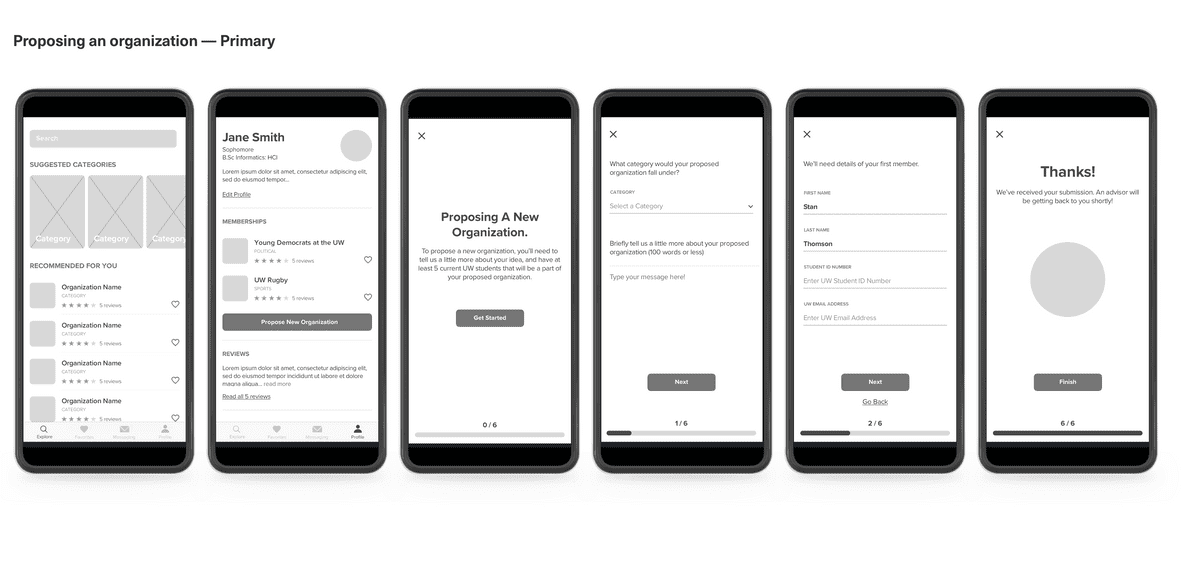 Proposing an organization — Primary
Search
SUGGESTED CATEGORIES
Category
Category
Category
RECOMMENDED FOR YOU
Organization Name
CATEGORY
5 reviews
Organization Name
CATEGORY
5 reviews
Organization Name
CATEGORY
5 reviews
Organization Name
CATEGORY
5 reviews
Explore
Favorites
Messaging
Profile
Jane Smith
Sophomore
B.Sc Informatics: HCI
Lorem ipsum dolor sit amet, consectetur adipiscing elit,
sed do eiusmod tempor...
Edit Profile
MEMBERSHIPS
Young Democrats at the UW
POLITICAL
5 reviews
UW Rugby
SPORTS
5 reviews
Propose New Organization
REVIEWS
Lorem ipsum dolor sit amet, consectetur adipiscing elit,
sed do eiusmod tempor incididunt ut labore et dolore
magna aliqua... read more
Read all 5 reviews
Explore
Favorites
Messaging
Profile
Proposing A New
Organization.
To propose a new organization, you'll need to
tell us a little more about your idea, and have at
least 5 current UW students that will be a part of
your proposed organization.
Get Started
0 / 6
What category would your proposed
organization fall under?
CATEGORY
Select a Category
Briefly tell us a little more about your proposed
organization (100 words or less)
Type your message here!
Next
1 / 6
We'll need details of your first member.
FIRST NAME
Stan
LAST NAME
Thomson
STUDENT ID NUMBER
Enter UW Student ID Number
UW EMAIL ADDRESS
Enter UW Email Address
Next
Go Back
2 / 6
Thanks!
We've received your submission. An advisor will
be getting back to you shortly!
Finish
6 / 6